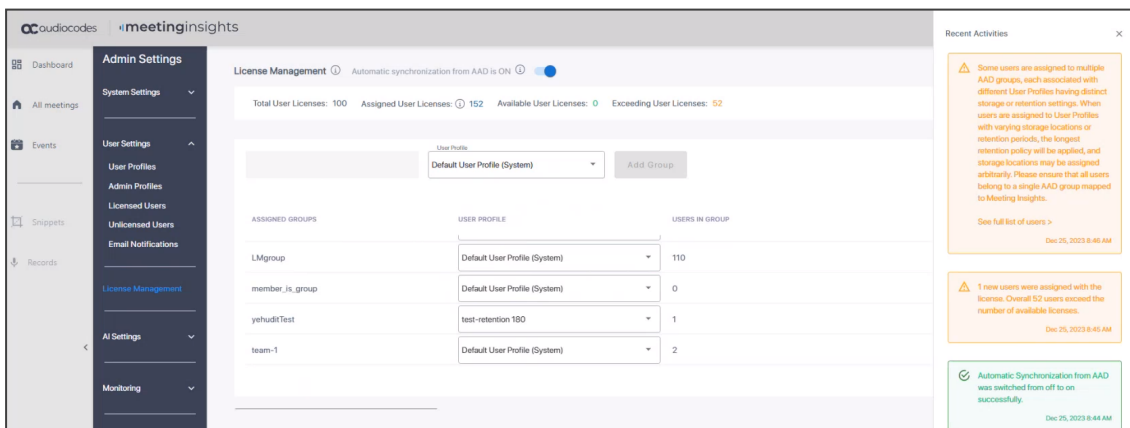 audiocodes meetinginsights
Dashboard
All meetings
Events
Snippets
Records
Admin Settings
System Settings
User Settings
User Profiles
Admin Profiles
Licensed Users
Unlicensed Users
Email Notifications
License Management
AI Settings
Monitoring
License Management Automatic synchronization from AAD is ON
Total User Licenses: 100 Assigned User Licenses: 152 Available User Licenses: 0 Exceeding User Licenses: 52
User Profile
Default User Profile (System) Add Group
ASSIGNED GROUPS USER PROFILE USERS IN GROUP
LMgroup Default User Profile (System) 110
member_is_group Default User Profile (System) 0
yehuditTest test-retention 180 1
team-1 Default User Profile (System) 2
Recent Activities
Some users are assigned to multiple
AAD groups, each associated with
different User Profiles having distinct
storage or retention settings. When
users are assigned to User Profiles
with varying storage locations or
retention periods, the longest
retention policy will be applied, and
storage locations may be assigned
arbitrarily. Please ensure that all users
belong to a single AAD group mapped
to Meeting Insights.
See full list of users >
Dec 25, 2023 8:46 AM
1 new users were assigned with the
license. Overall 52 users exceed the
number of available licenses.
Dec 25, 2023 8:45 AM
Automatic Synchronization from AAD
was switched from off to on
successfully.
Dec 25, 2023 8:44 AM